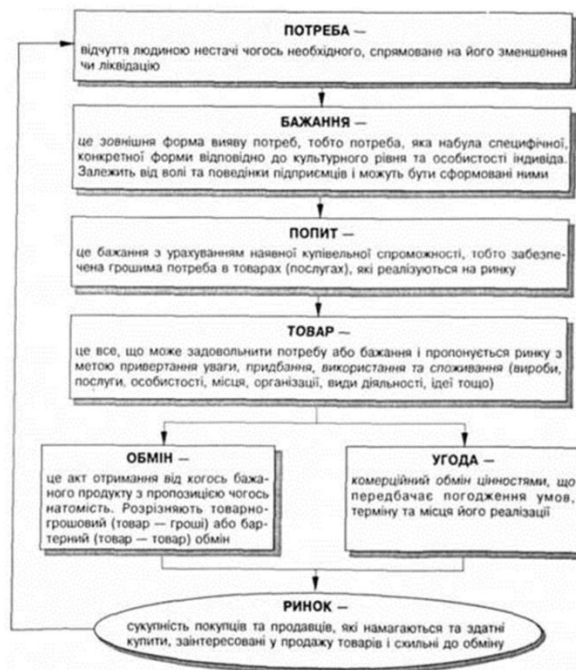 ПОТРЕБА —
відчуття людиною нестачі чогось необхідного, спрямоване на його зменшення
чи ліквідацію
БАЖАННЯ —
це зовнішня форма вияву потреб, тобто потреба, яка набула специфічної,
конкретної форми відповідно до культурного рівня та особистості індивіда.
Залежить від волі та поведінки підприємців і можуть бути сформовані ними
ПОПИТ —
це бажання з урахуванням наявної купівельної спроможності, тобто забезпе-
чена грошима потреба в товарах (послугах), які реалізуються на ринку
ТОВАР —
це все, що може задовольнити потребу або бажання і пропонується ринку з
метою привертання уваги, придбання, використання та споживання (вироби,
послуги, особистості, місця, організації, види діяльності, ідеї тощо)
ОБМІН —
це акт отримання від когось бажа-
ного продукту з пропозицією чогось
натомість. Розрізняють товарно-
грошовий (товар — гроші) або бар-
терний (товар — товар) обмін
УГОДА —
комерційний обмін цінностями, що
передбачає погодження умов,
терміну та місця його реалізації
РИНОК —
сукупність покупців та продавців, які намагаються та здатні
купити, заінтересовані у продажу товарів і схильні до обміну